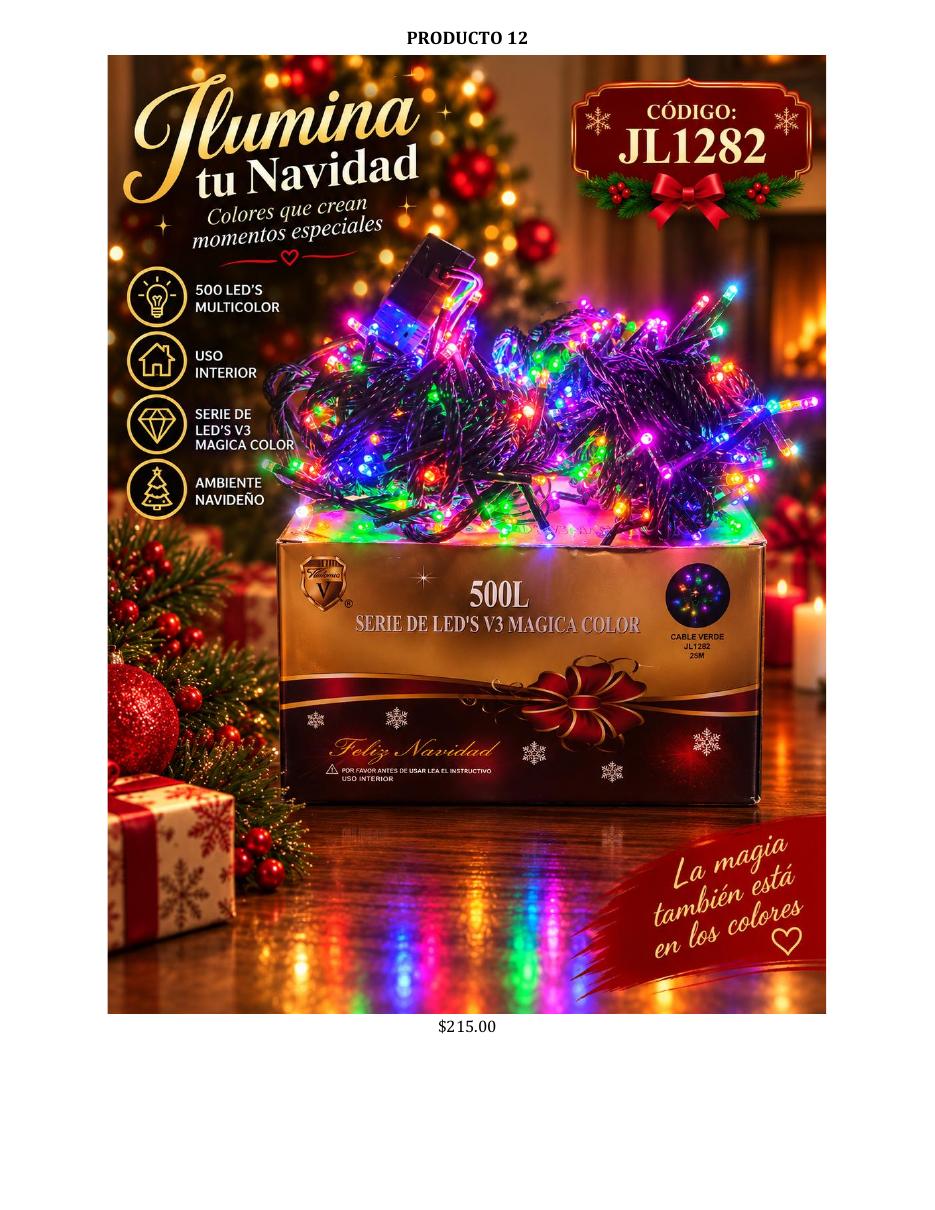 PRODUCTO 12
Ilumina
tu Navidad
Colores que crean
momentos especiales
CÓDIGO:
JL1282
500 LED'S
MULTICOLOR
USO
INTERIOR
SERIE DE
LED'S V3
MAGICA COLOR
AMBIENTE
NAVIDEÑO
V
®
500L
SERIE DE LED'S V3 MAGICA COLOR
CABLE VERDE
JL1282
25M
Feliz Navidad
POR FAVOR ANTES DE USAR LEA EL INSTRUCTIVO
USO INTERIOR
La magia
también está
en los colores
$215.00